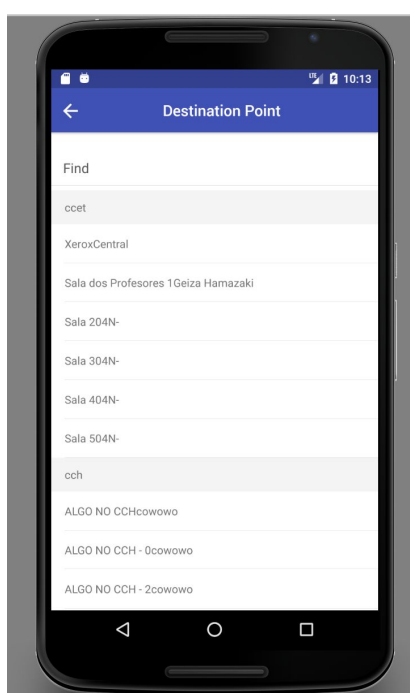 LTE 10:13
Destination Point
Find
ccet
XeroxCentral
Sala dos Profesores 1Geiza Hamazaki
Sala 204N-
Sala 304N-
Sala 404N-
Sala 504N-
cch
ALGO NO CCHcowowo
ALGO NO CCH - 0cowowo
ALGO NO CCH - 2cowowo